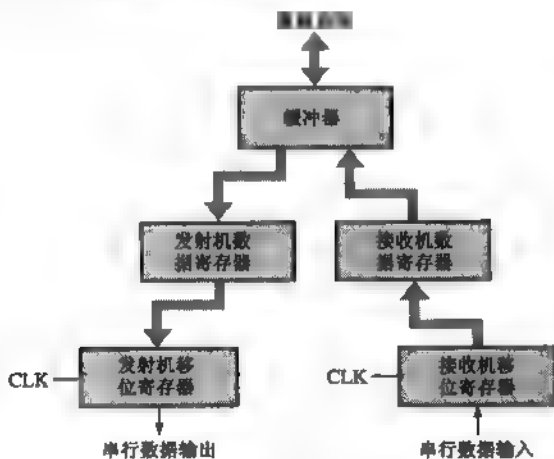 缓冲器
发射机数
据寄存器
接收机数
据寄存器
CLK
发射机移
位寄存器
CLK
接收机移
位寄存器
串行数据输出
串行数据输入